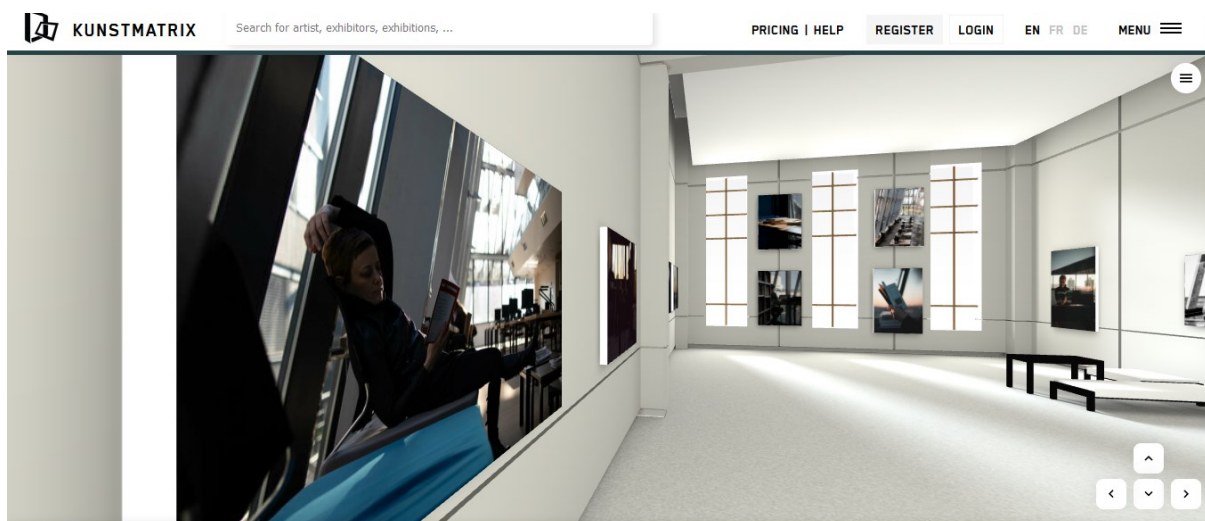 KUNSTMATRIX
Search for artist, exhibitors, exhibitions, ...
PRICING | HELP
REGISTER
LOGIN
EN FR DE
MENU